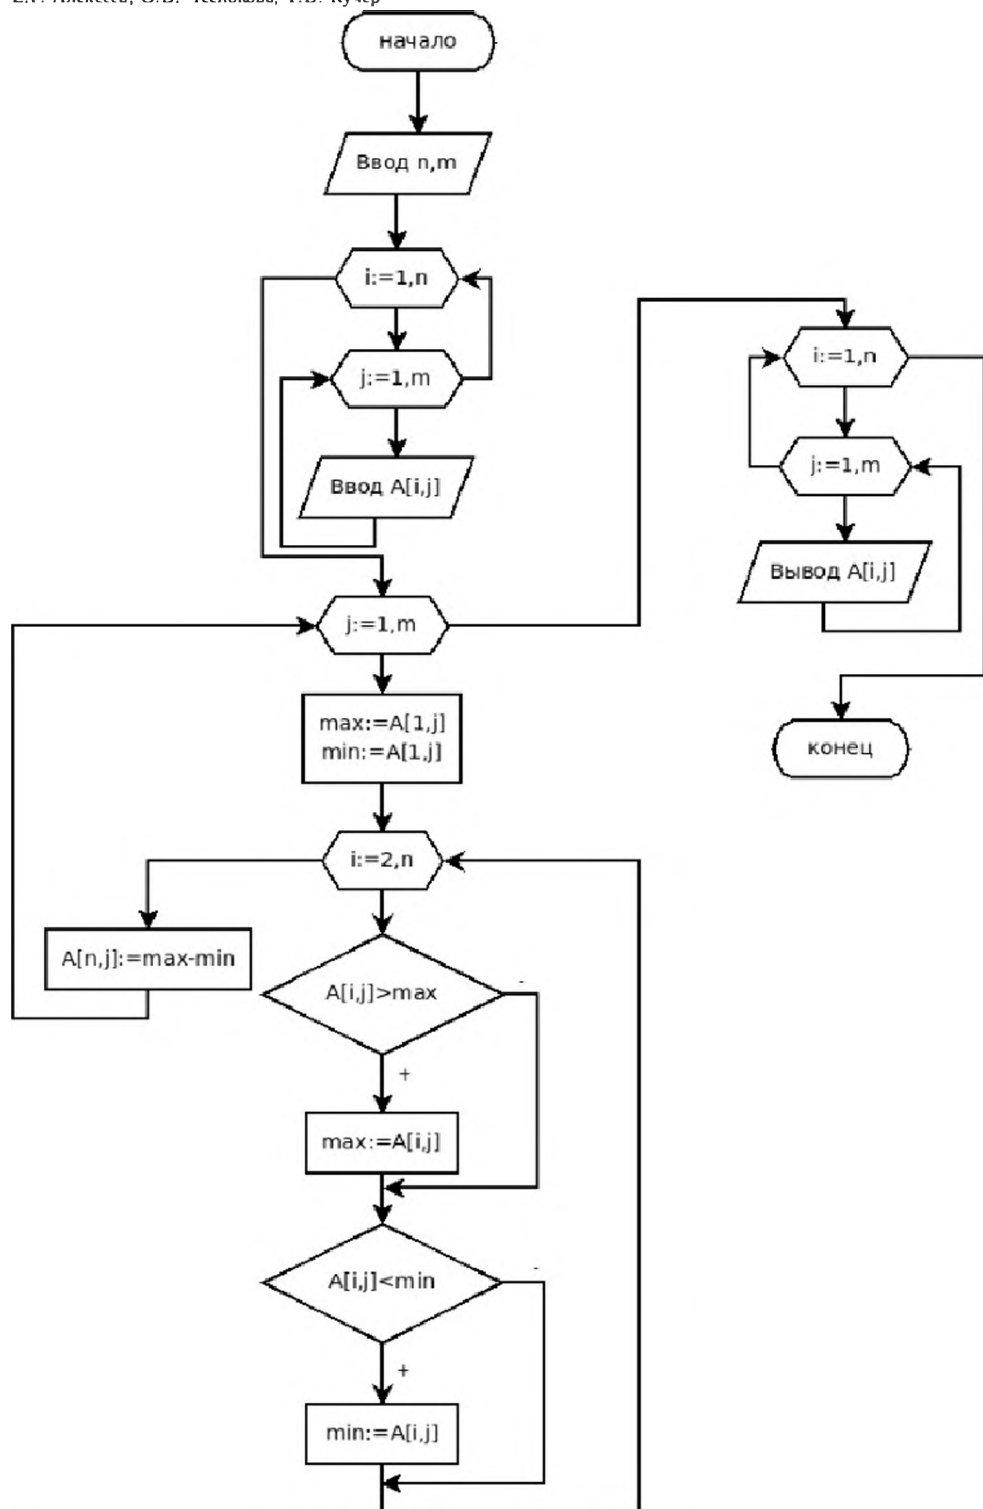 начало
Ввод n,m
i:=1,n
j:=1,m
Ввод A[i,j]
j:=1,m
max:=A[1,j]
min:=A[1,j]
i:=2,n
A[n,j]:=max-min
A[i,j]>max
-
+
max:=A[i,j]
A[i,j]<min
-
+
min:=A[i,j]
i:=1,n
j:=1,m
Вывод A[i,j]
конец